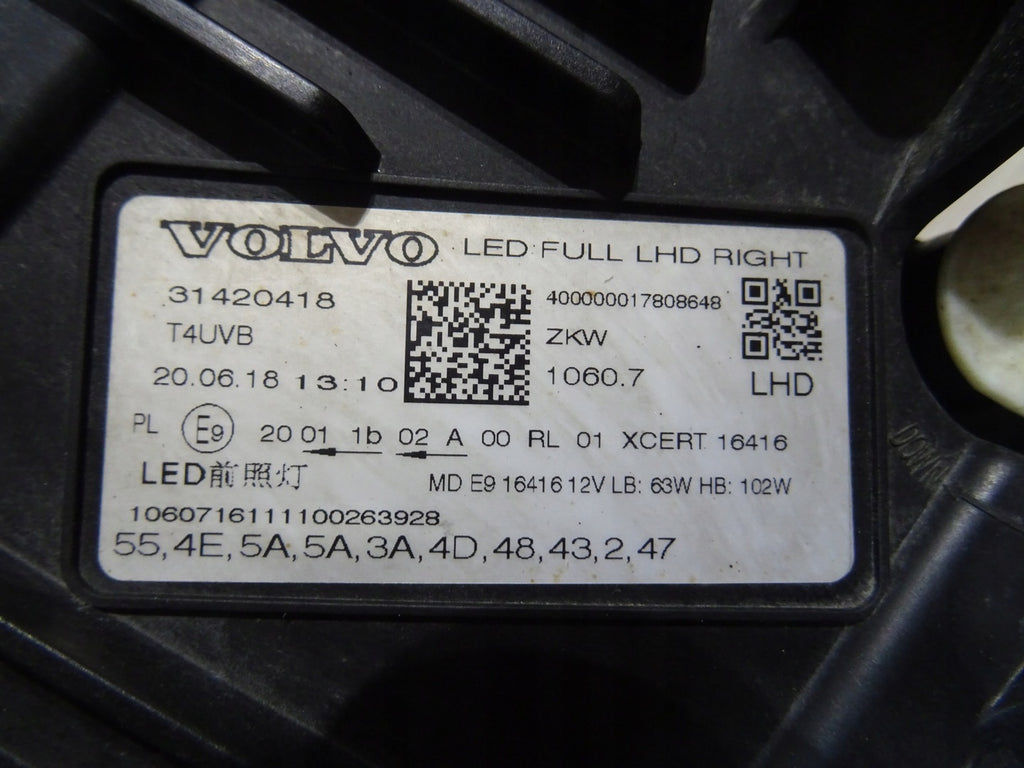 VOLVO LED FULL LHD RIGHT
31420418
T4UVB
20.06.18 13:10
400000017808648
ZKW
1060.7
LHD
PL E9 20 01 1b 02 A 00 RL 01 XCERT 16416
LED前照灯 MD E9 16416 12V LB: 63W HB: 102W
1060716111100263928
55,4E,5A,5A,3A,4D,48,43,2,47